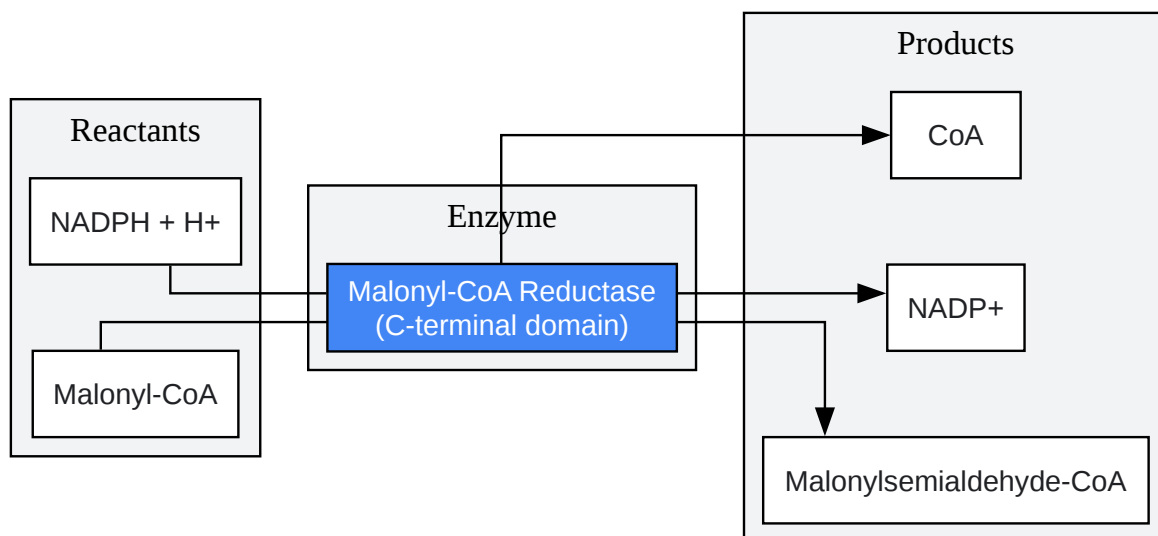 Reactants
NADPH + H+
Malonyl-CoA
Enzyme
Malonyl-CoA Reductase
(C-terminal domain)
Products
CoA
NADP+
Malonylsemialdehyde-CoA